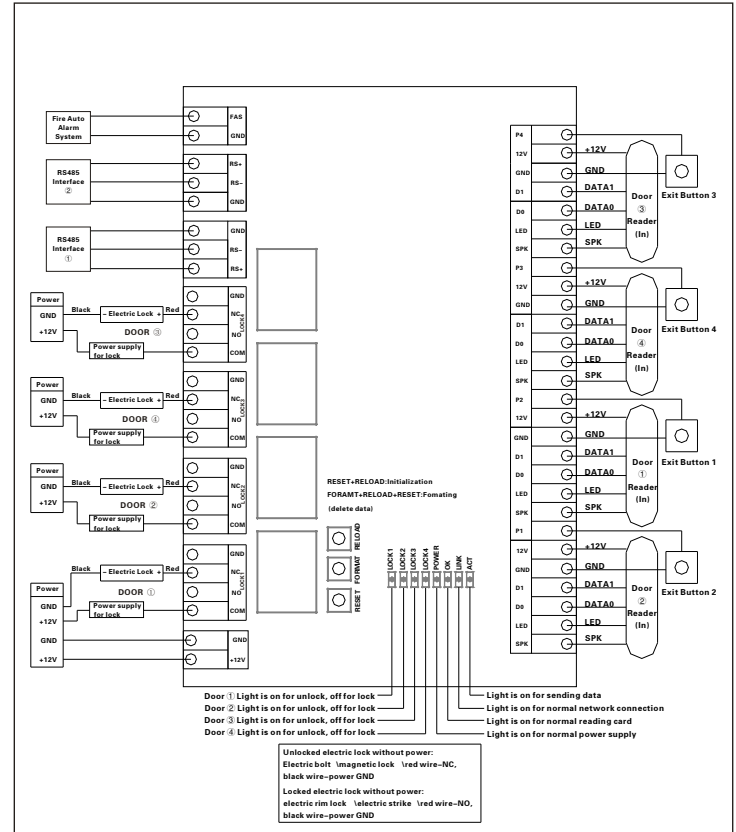 Fire Auto
Alarm
System
FAS
GND
RS485
Interface
②
RS+
RS-
GND
RS485
Interface
①
GND
RS-
RS+
Power
GND
+12V
Black
- Electric Lock +
Red
DOOR ③
Power supply
for lock
GND
NC
NO
COM
LOCK4
Power
GND
+12V
Black
- Electric Lock +
Red
DOOR ④
Power supply
for lock
GND
NC
NO
COM
LOCK3
Power
GND
+12V
Black
- Electric Lock +
Red
DOOR ②
Power supply
for lock
GND
NC
NO
COM
LOCK2
Power
GND
+12V
GND
+12V
Black
- Electric Lock +
Red
DOOR ①
Power supply
for lock
GND
NC
NO
COM
LOCK1
GND
+12V
RESET+RELOAD:Initialization
FORAMT+RELOAD+RESET:Fomating
(delete data)
RELOAD
FORMAT
RESET
LOCK1
LOCK2
LOCK3
LOCK4
POWER
OK
LINK
ACT
P4
12V
GND
D1
D0
LED
SPK
+12V
GND
DATA1
DATA0
LED
SPK
Door
③
Reader
(In)
Exit Button 3
P3
12V
GND
D1
D0
LED
SPK
+12V
GND
DATA1
DATA0
LED
SPK
Door
④
Reader
(In)
Exit Button 4
P2
12V
GND
D1
D0
LED
SPK
+12V
GND
DATA1
DATA0
LED
SPK
Door
①
Reader
(In)
Exit Button 1
P1
12V
GND
D1
D0
LED
SPK
+12V
GND
DATA1
DATA0
LED
SPK
Door
②
Reader
(In)
Exit Button 2
Door ① Light is on for unlock, off for lock
Door ② Light is on for unlock, off for lock
Door ③ Light is on for unlock, off for lock
Door ④ Light is on for unlock, off for lock
Light is on for sending data
Light is on for normal network connection
Light is on for normal reading card
Light is on for normal power supply
Unlocked electric lock without power:
Electric bolt \magnetic lock \red wire-NC,
black wire-power GND
Locked electric lock without power:
electric rim lock \electric strike \red wire-NO,
black wire-power GND